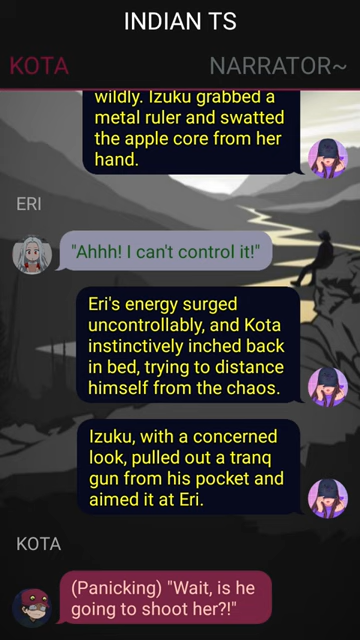 INDIAN TS
KOTA NARRATOR~
wildly. Izuku grabbed a
metal ruler and swatted
the apple core from her
hand.
ERI
"Ahhh! I can't control it!"
Eri's energy surged
uncontrollably, and Kota
instinctively inched back
in bed, trying to distance
himself from the chaos.
Izuku, with a concerned
look, pulled out a tranq
gun from his pocket and
aimed it at Eri.
KOTA
(Panicking) "Wait, is he
going to shoot her?!"